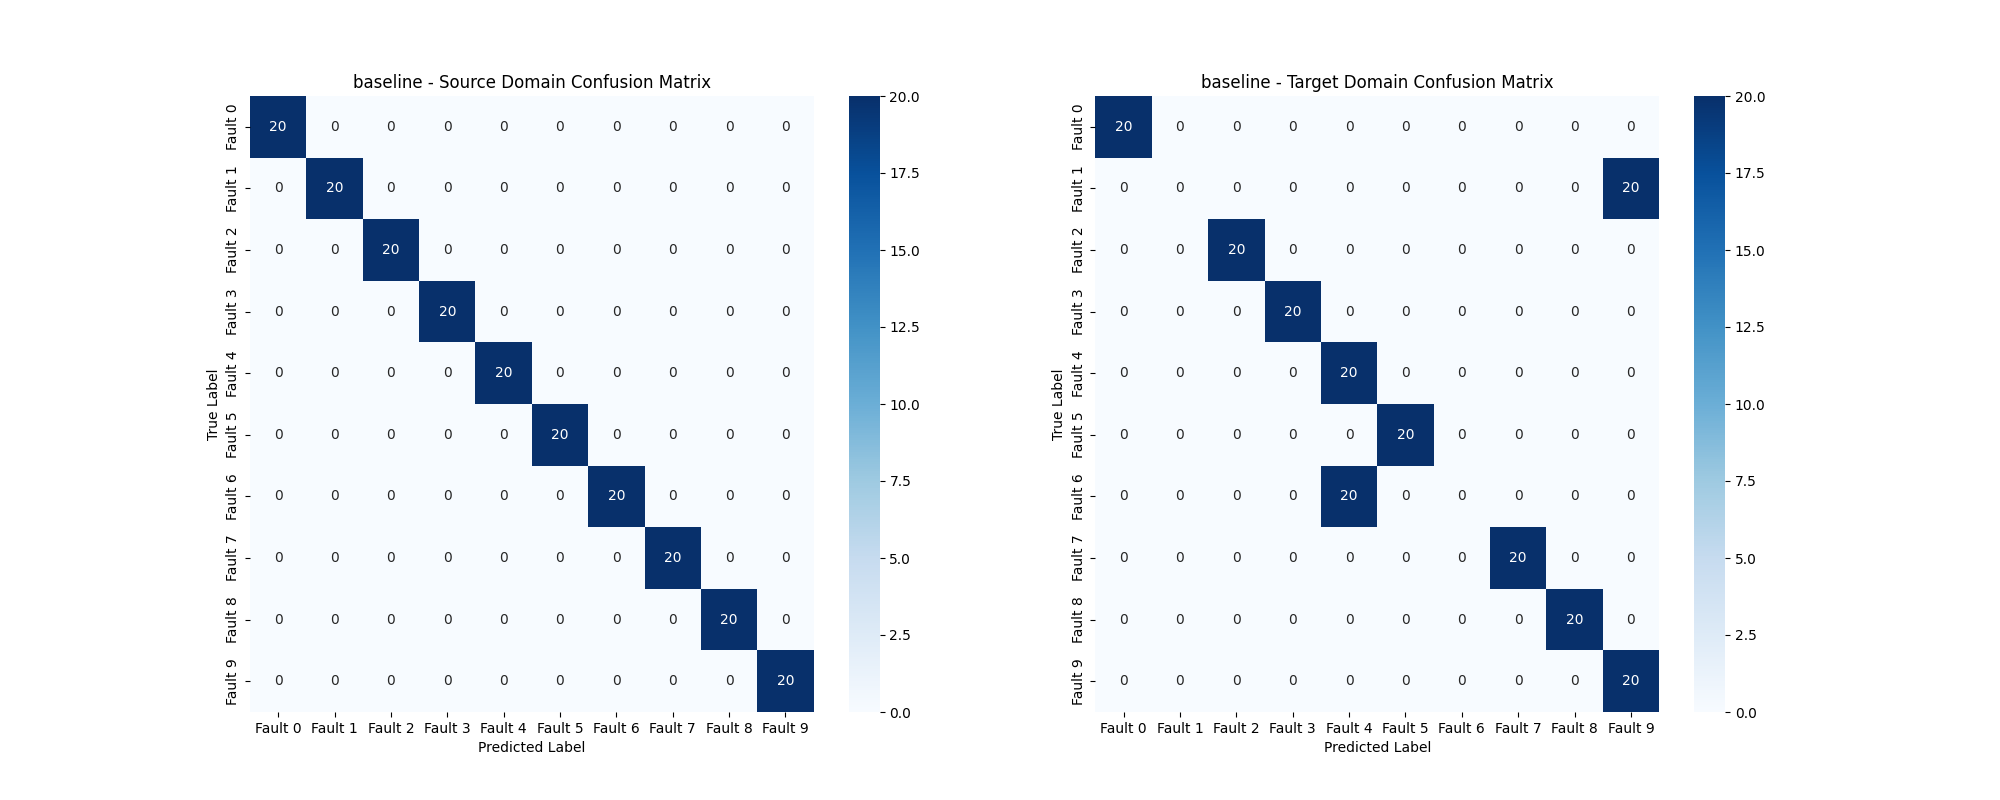 baseline - Source Domain Confusion Matrix
True Label
Fault 0 20 0 0 0 0 0 0 0 0 0
Fault 1 0 20 0 0 0 0 0 0 0 0
Fault 2 0 0 20 0 0 0 0 0 0 0
Fault 3 0 0 0 20 0 0 0 0 0 0
Fault 4 0 0 0 0 20 0 0 0 0 0
Fault 5 0 0 0 0 0 20 0 0 0 0
Fault 6 0 0 0 0 0 0 20 0 0 0
Fault 7 0 0 0 0 0 0 0 20 0 0
Fault 8 0 0 0 0 0 0 0 0 20 0
Fault 9 0 0 0 0 0 0 0 0 0 20
Fault 0 Fault 1 Fault 2 Fault 3 Fault 4 Fault 5 Fault 6 Fault 7 Fault 8 Fault 9
Predicted Label
20.0
17.5
15.0
12.5
10.0
7.5
5.0
2.5
0.0
baseline - Target Domain Confusion Matrix
True Label
Fault 0 20 0 0 0 0 0 0 0 0 0
Fault 1 0 0 0 0 0 0 0 0 0 20
Fault 2 0 0 20 0 0 0 0 0 0 0
Fault 3 0 0 0 20 0 0 0 0 0 0
Fault 4 0 0 0 0 20 0 0 0 0 0
Fault 5 0 0 0 0 0 20 0 0 0 0
Fault 6 0 0 0 0 20 0 0 0 0 0
Fault 7 0 0 0 0 0 0 0 20 0 0
Fault 8 0 0 0 0 0 0 0 0 20 0
Fault 9 0 0 0 0 0 0 0 0 0 20
Fault 0 Fault 1 Fault 2 Fault 3 Fault 4 Fault 5 Fault 6 Fault 7 Fault 8 Fault 9
Predicted Label
20.0
17.5
15.0
12.5
10.0
7.5
5.0
2.5
0.0